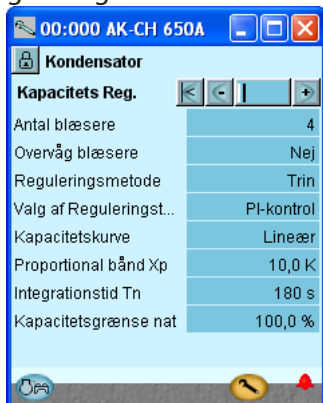 00:000 AK-CH 650A
Kondensator
Kapacitets Reg.
Antal blæsere 4
Overvåg blæsere Nej
Reguleringsmetode Trin
Valg af Reguleringst... PI-kontrol
Kapacitetskurve Lineær
Proportional bånd Xp 10,0 K
Integrationstid Tn 180 s
Kapacitetsgrænse nat 100,0 %